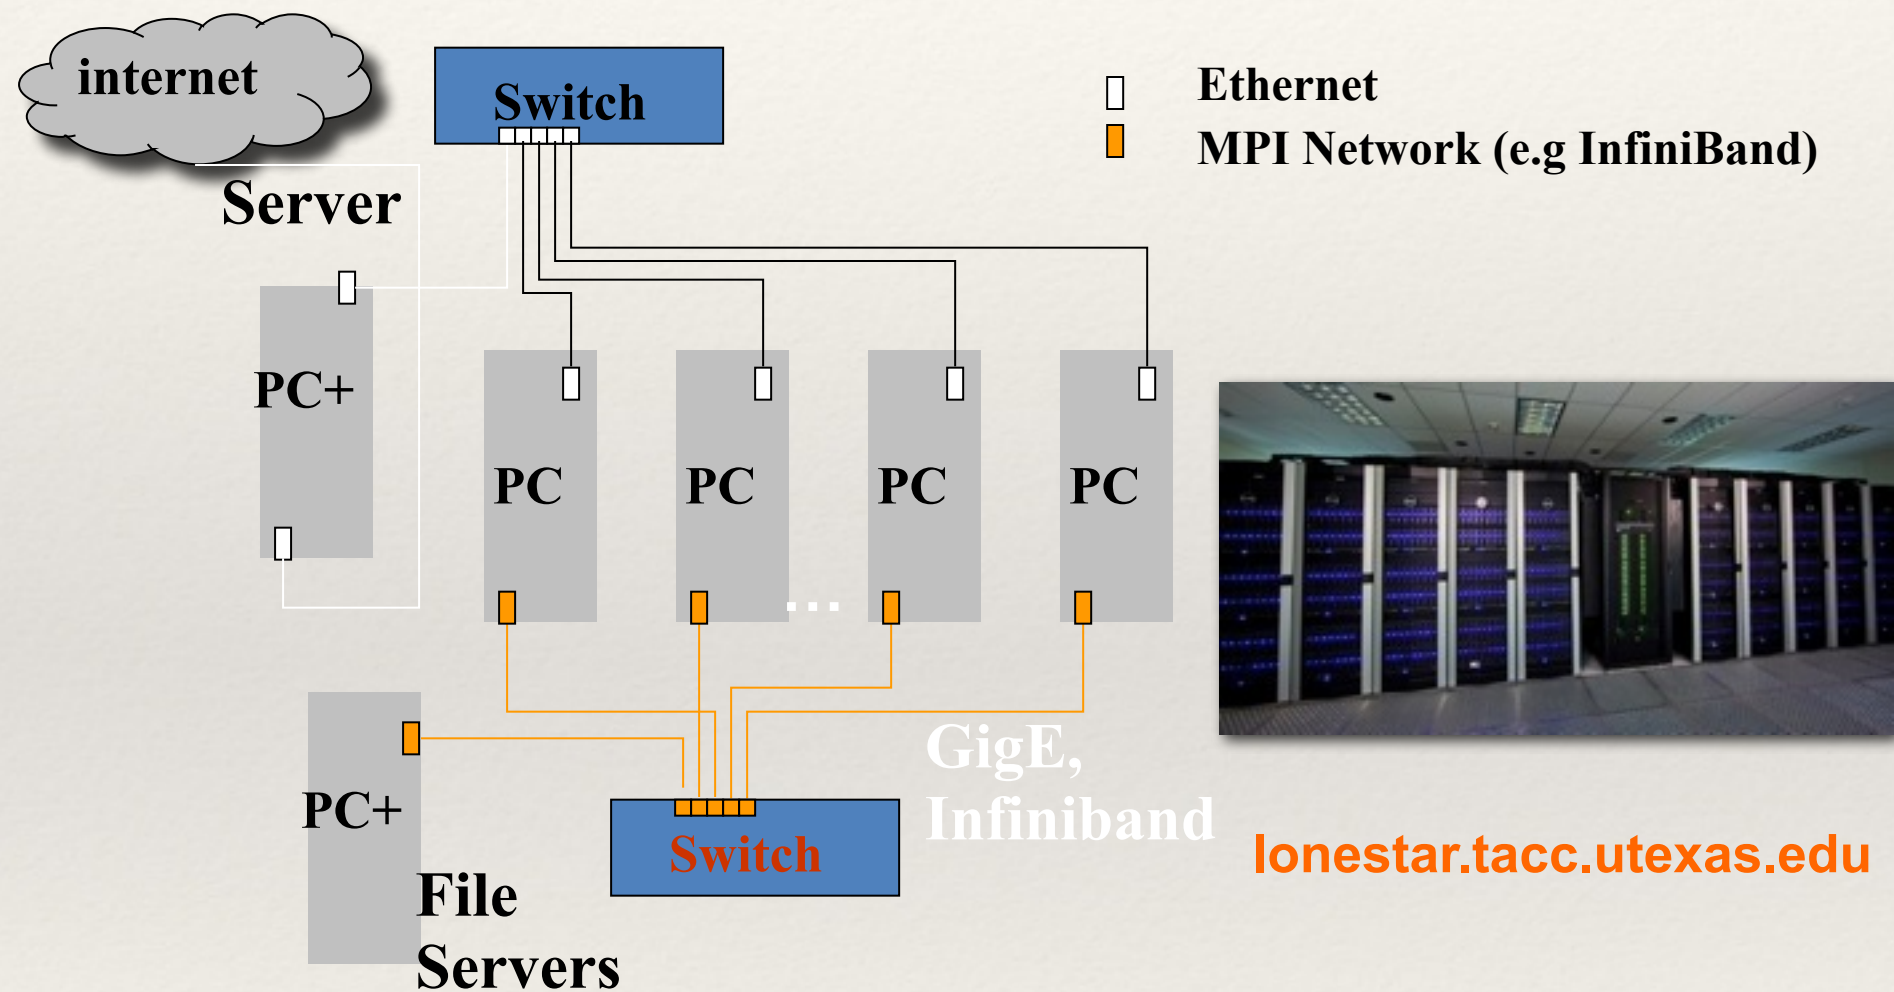 internet
Switch
Ethernet
MPI Network (e.g InfiniBand)
Server
PC+
PC
PC
PC
PC
...
GigE,
Infiniband
PC+
Switch
File
Servers
lonestar.tacc.utexas.edu